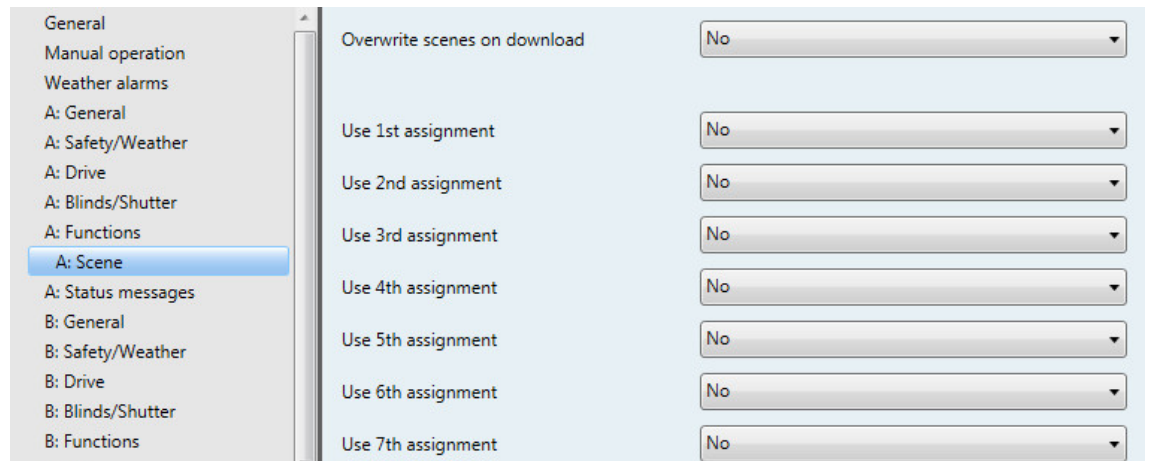 General
Manual operation
Weather alarms
A: General
A: Safety/Weather
A: Drive
A: Blinds/Shutter
A: Functions
A: Scene
A: Status messages
B: General
B: Safety/Weather
B: Drive
B: Blinds/Shutter
B: Functions
Overwrite scenes on download No
Use 1st assignment No
Use 2nd assignment No
Use 3rd assignment No
Use 4th assignment No
Use 5th assignment No
Use 6th assignment No
Use 7th assignment No